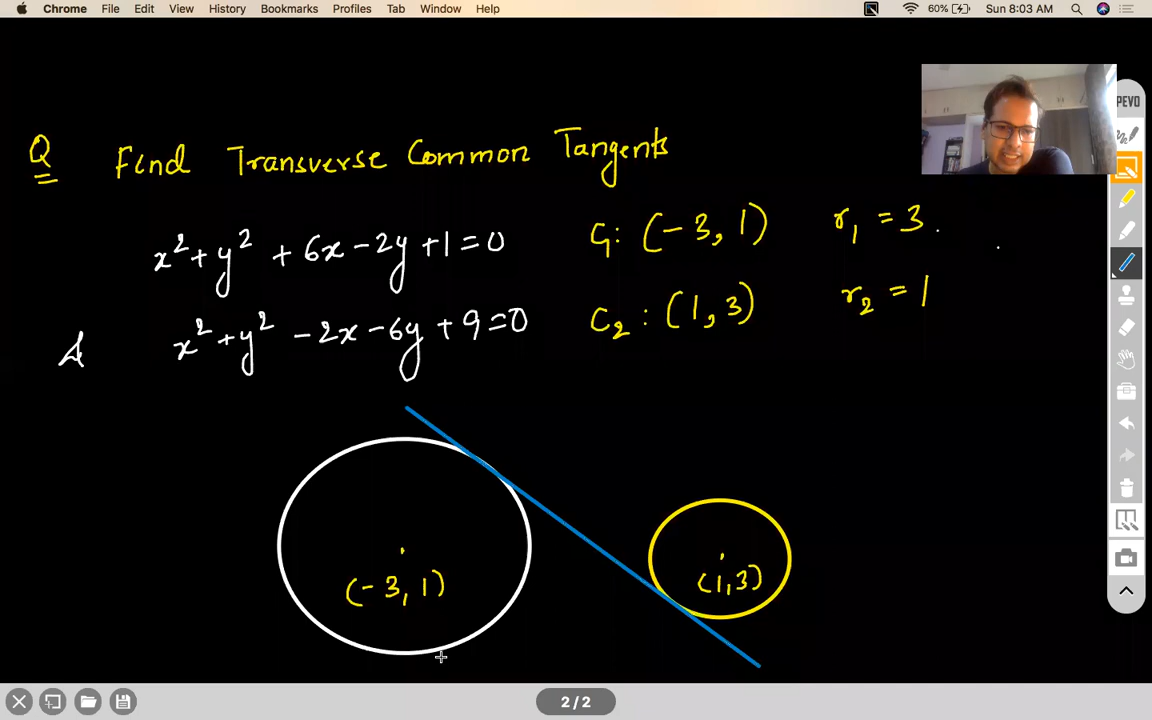 Chrome File Edit View History Bookmarks Profiles Tab Window Help 60% Sun 8:03 AM
PEVO
Q Find Transverse Common Tangents
x² + y² + 6x - 2y + 1 = 0 C₁: (-3, 1) r₁ = 3.
& x² + y² - 2x - 6y + 9 = 0 C₂: (1, 3) r₂ = 1
(-3, 1) (1, 3)
2/2